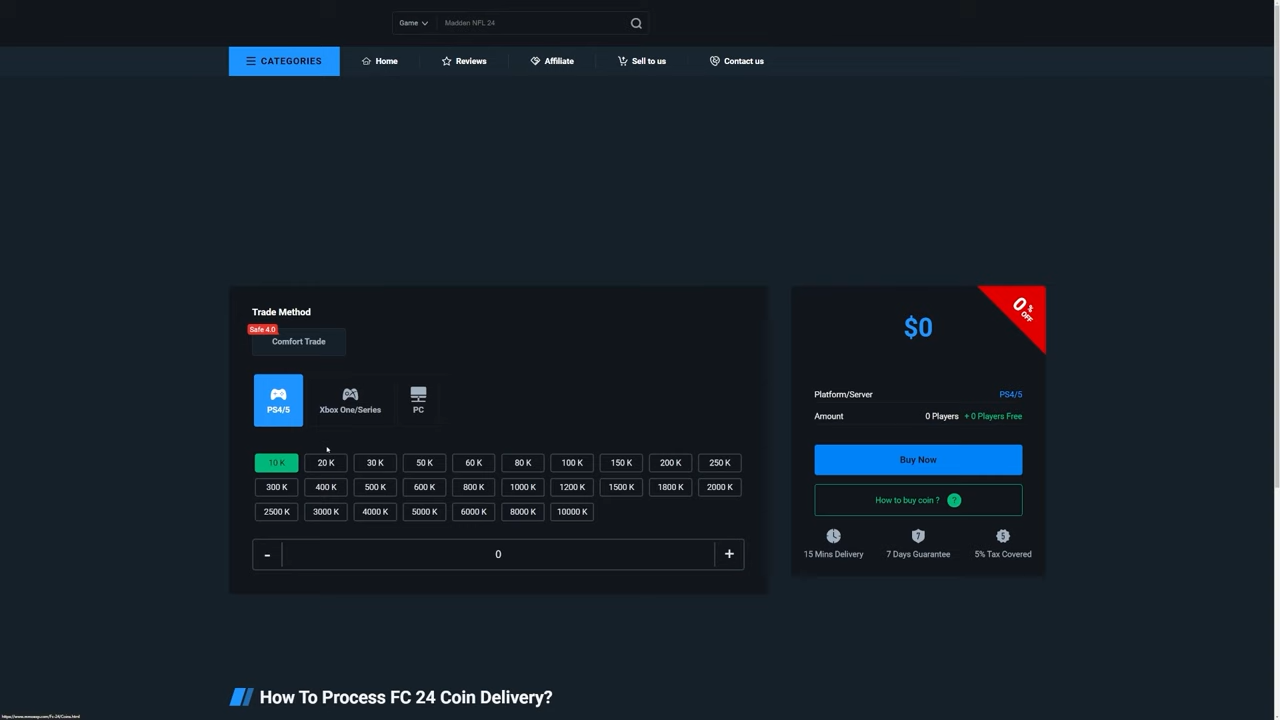 Game Madden NFL 24
CATEGORIES Home Reviews Affiliate Sell to us Contact us
Trade Method
Safe 4.0
Comfort Trade
PS4/5 Xbox One/Series PC
10 K 20 K 30 K 50 K 60 K 80 K 100 K 150 K 200 K 250 K
300 K 400 K 500 K 600 K 800 K 1000 K 1200 K 1500 K 1800 K 2000 K
2500 K 3000 K 4000 K 5000 K 6000 K 8000 K 10000 K
- 0 +
0 % OFF
$0
Platform/Server PS4/5
Amount 0 Players + 0 Players Free
Buy Now
How to buy coin ? ?
7 5
15 Mins Delivery 7 Days Guarantee 5% Tax Covered
How To Process FC 24 Coin Delivery?